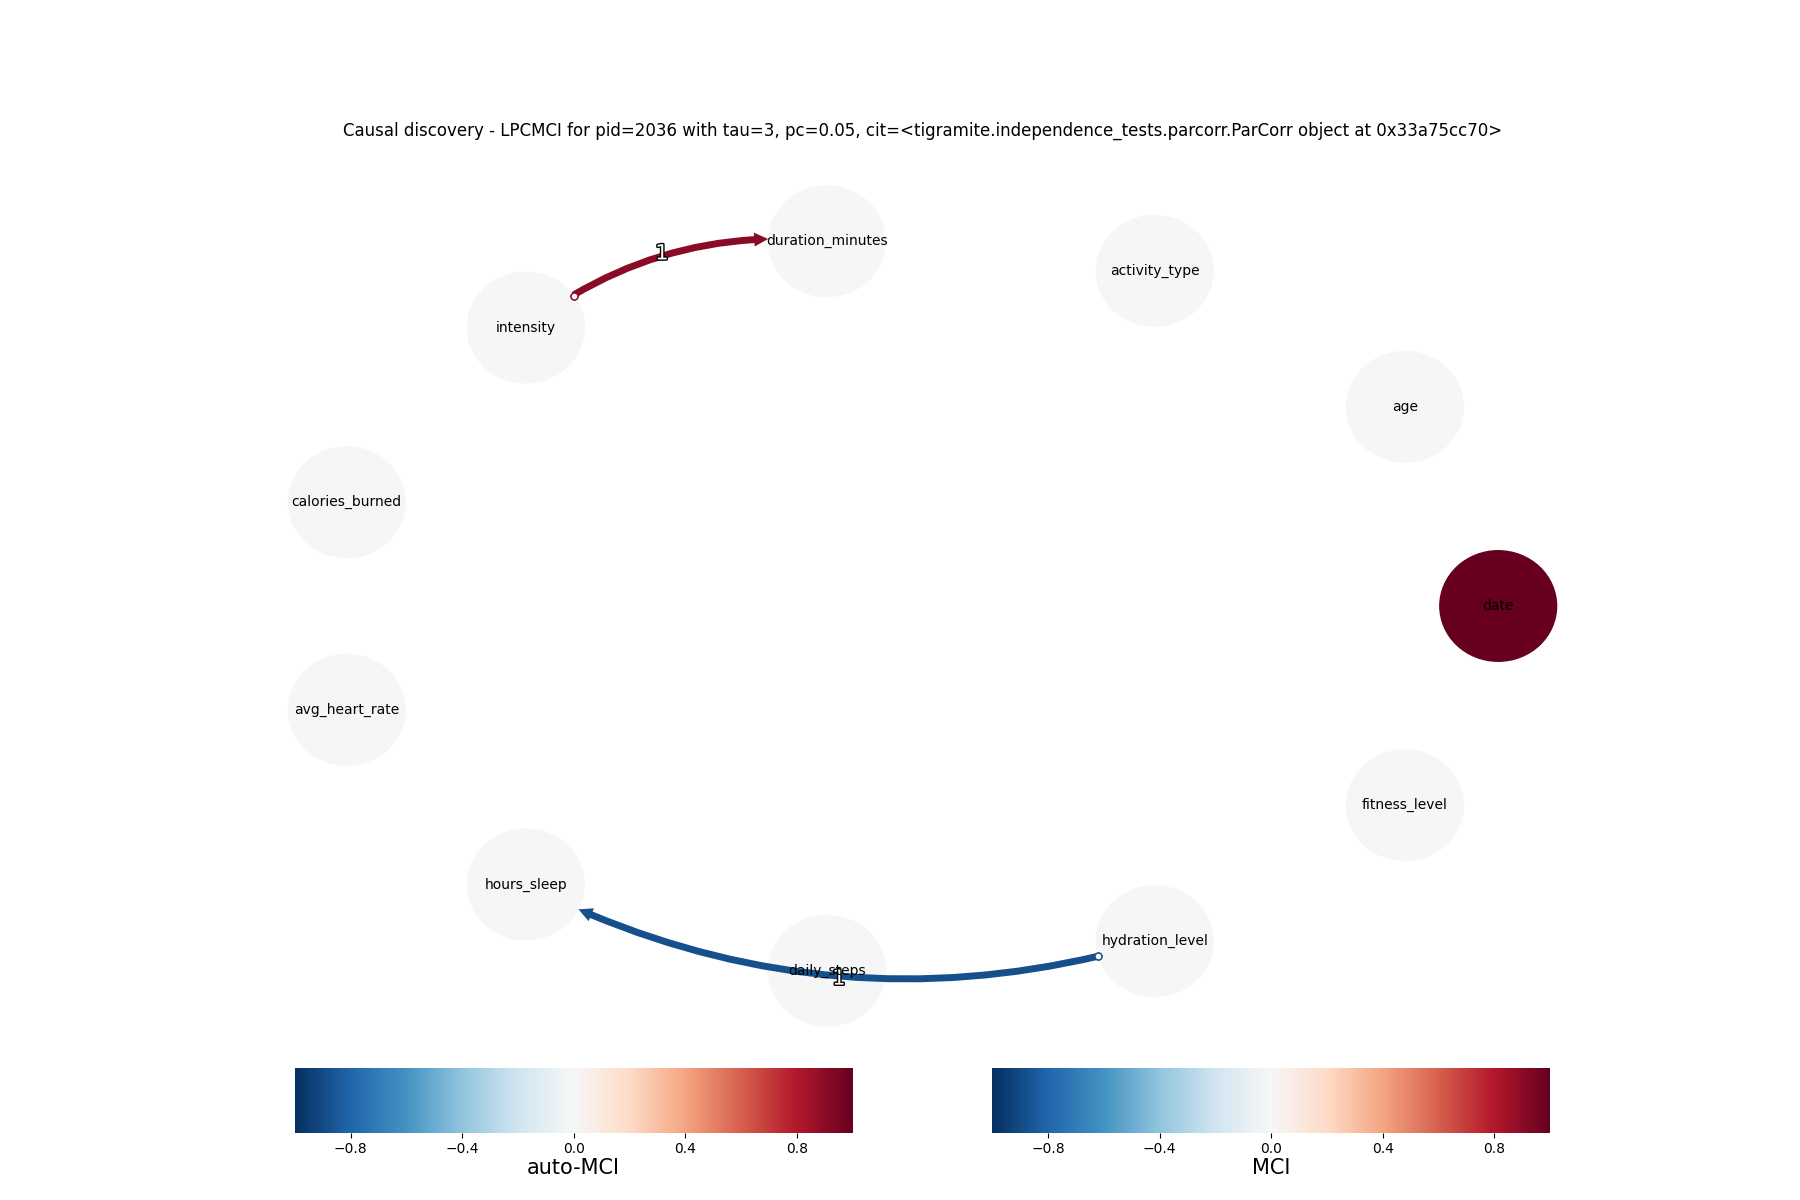 Causal discovery - LPCMCI for pid=2036 with tau=3, pc=0.05, cit=<tigramite.independence_tests.parcorr.ParCorr object at 0x33a75cc70>
duration_minutes
1
activity_type
intensity
age
calories_burned
date
avg_heart_rate
fitness_level
hours_sleep
hydration_level
daily_steps
1
−0.8 −0.4 0.0 0.4 0.8
auto-MCI
−0.8 −0.4 0.0 0.4 0.8
MCI